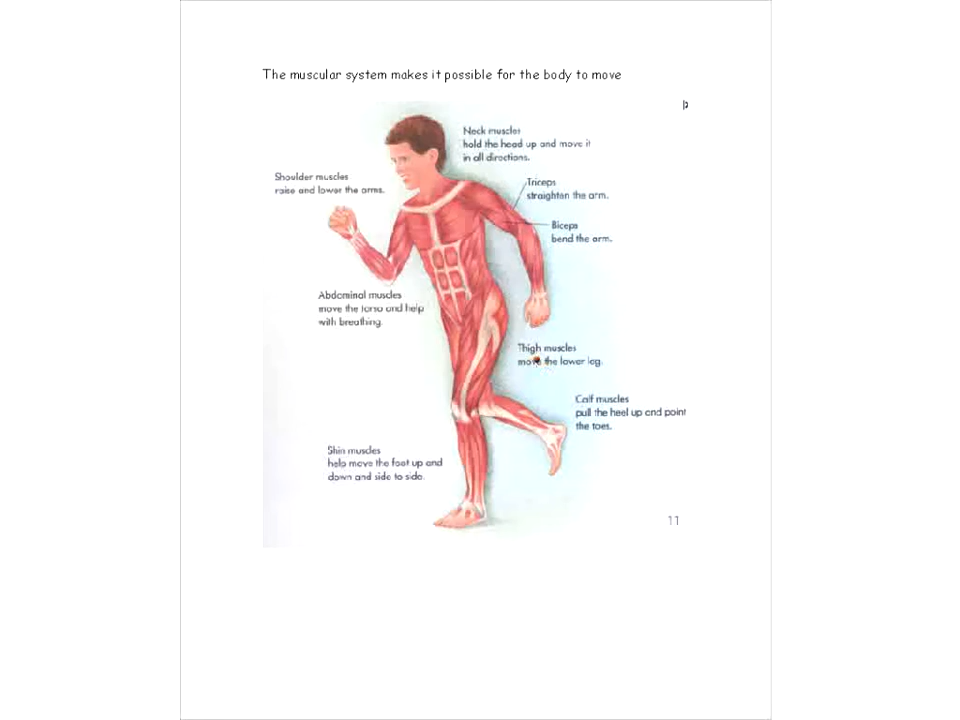 The muscular system makes it possible for the body to move
Neck muscles
hold the head up and move it
in all directions.
Shoulder muscles
raise and lower the arms.
Triceps
straighten the arm.
Biceps
bend the arm.
Abdominal muscles
move the torso and help
with breathing.
Thigh muscles
move the lower leg.
Calf muscles
pull the heel up and point
the toes.
Shin muscles
help move the foot up and
down and side to side.
11